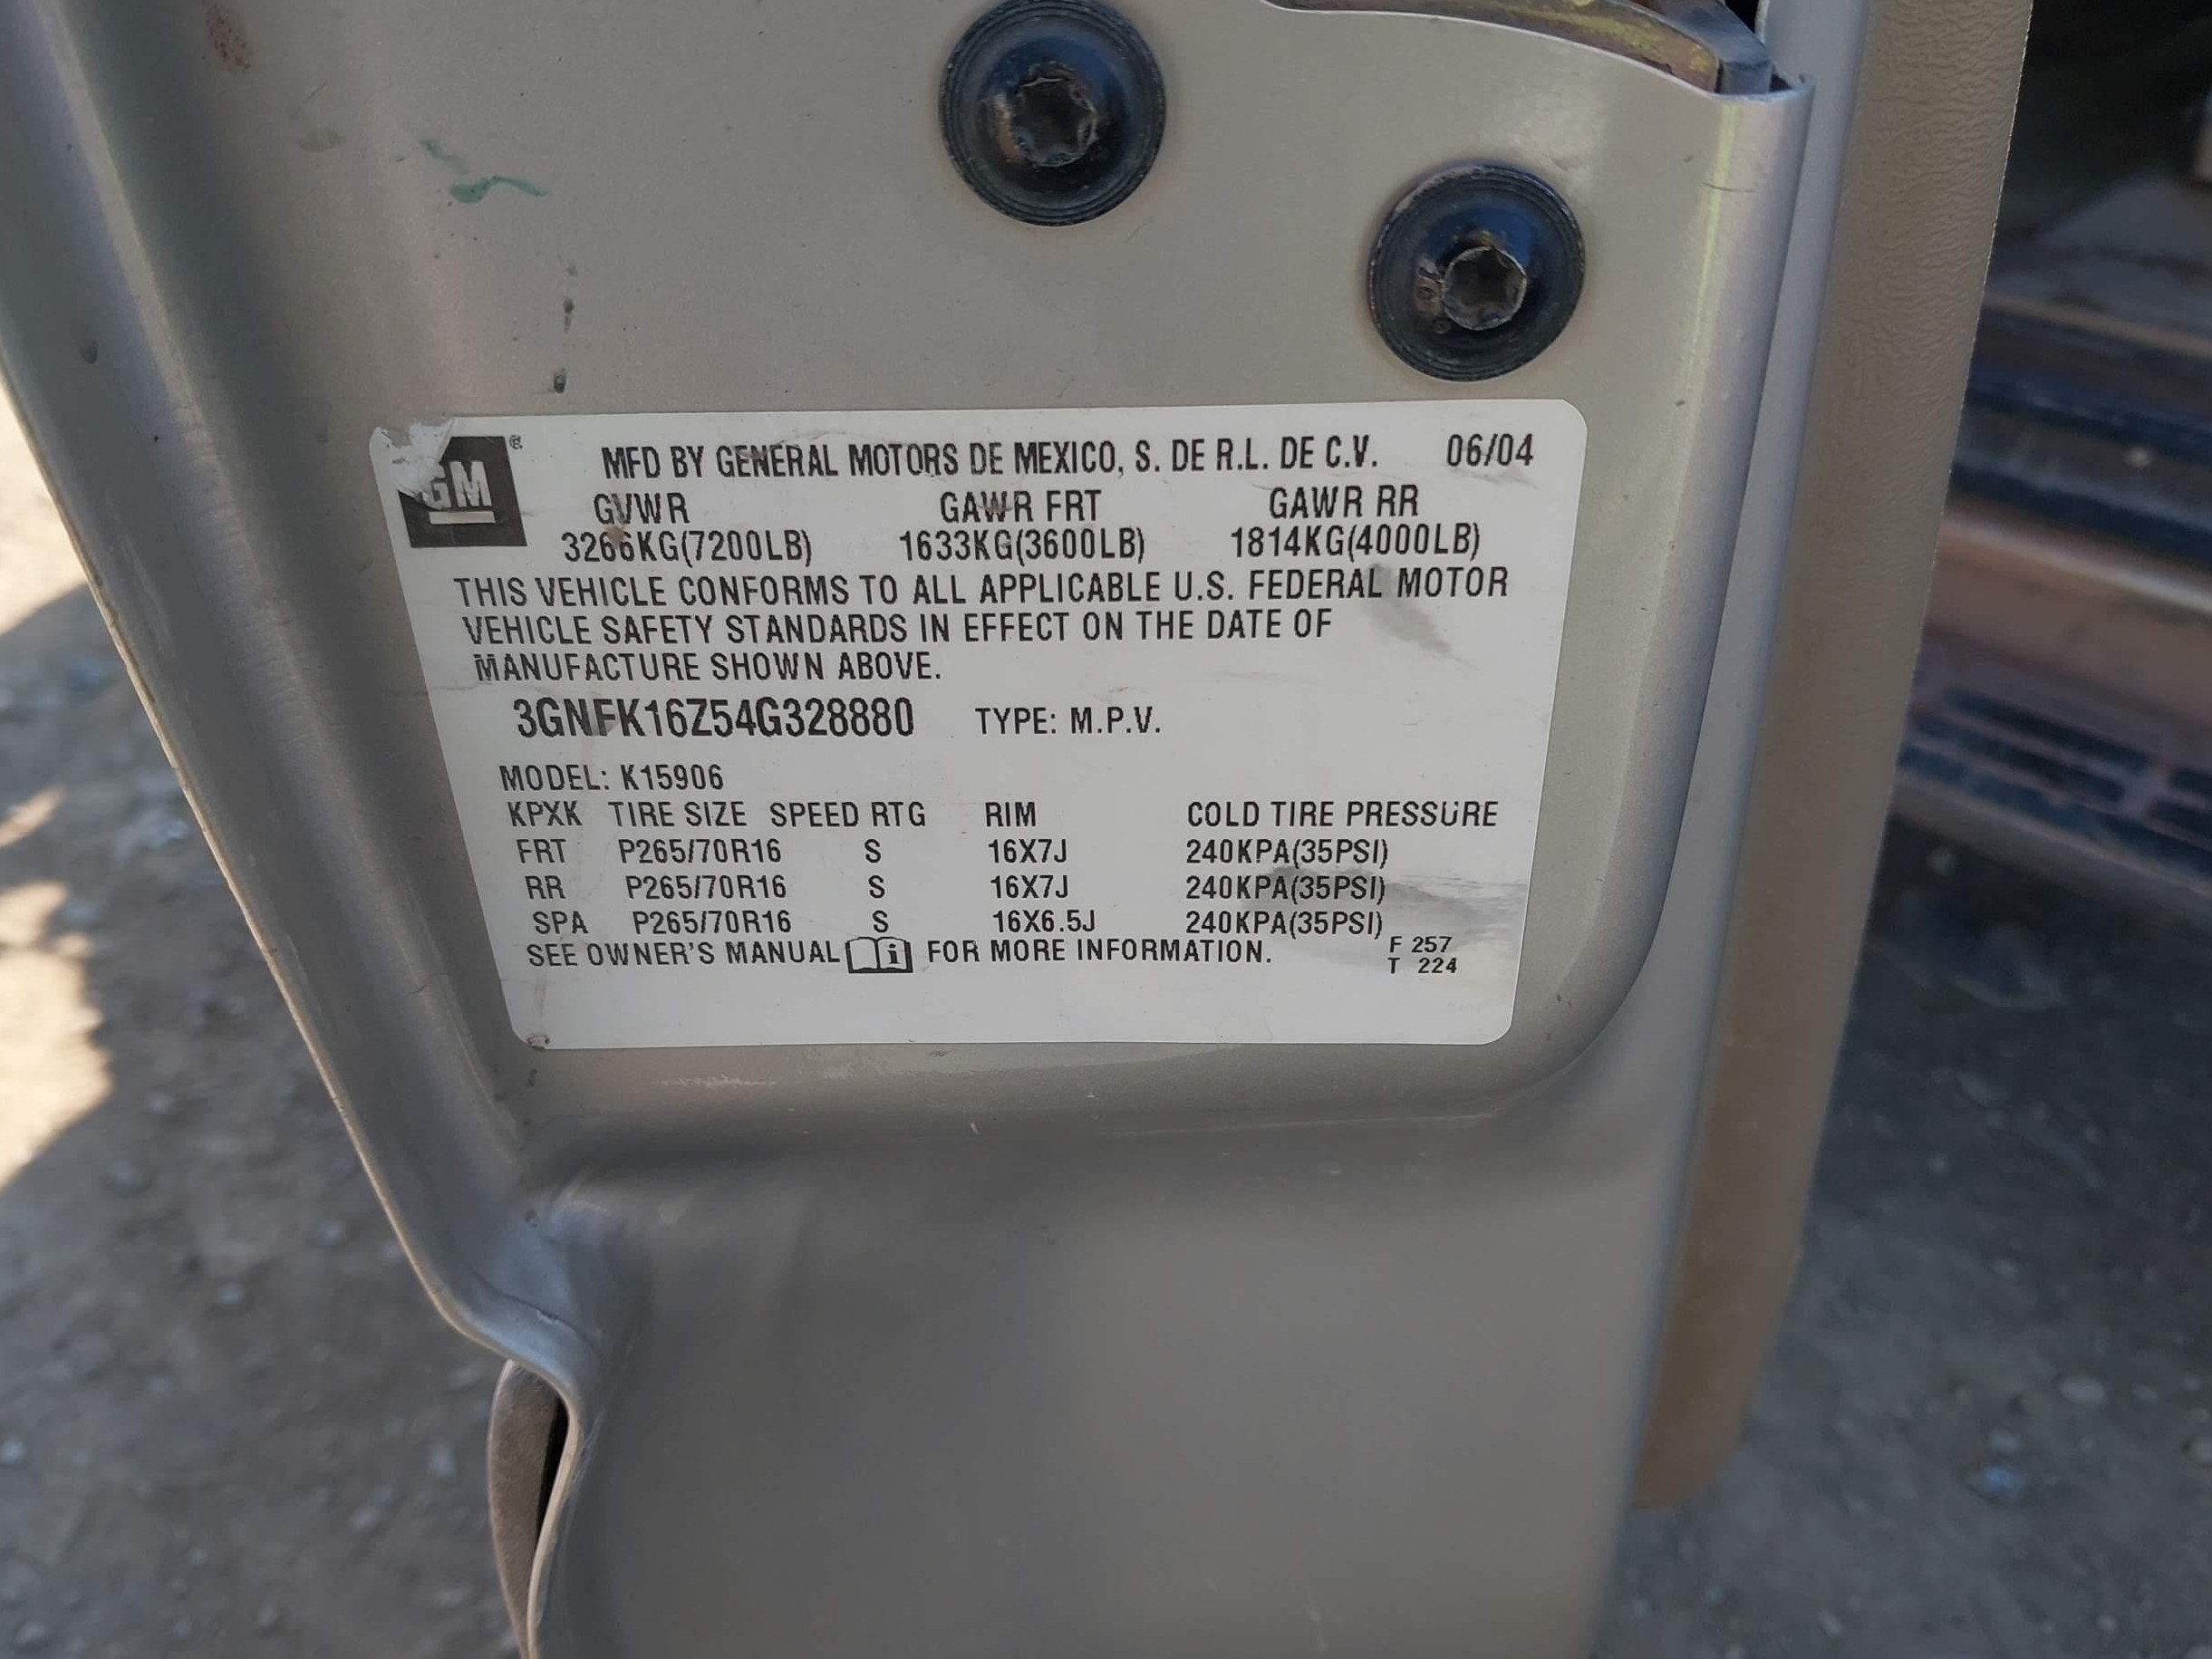 GM ®
MFD BY GENERAL MOTORS DE MEXICO, S. DE R.L. DE C.V. 06/04
GVWR GAWR FRT GAWR RR
3266KG(7200LB) 1633KG(3600LB) 1814KG(4000LB)
THIS VEHICLE CONFORMS TO ALL APPLICABLE U.S. FEDERAL MOTOR
VEHICLE SAFETY STANDARDS IN EFFECT ON THE DATE OF
MANUFACTURE SHOWN ABOVE.
3GNFK16Z54G328880 TYPE: M.P.V.
MODEL: K15906
KPXK TIRE SIZE SPEED RTG RIM COLD TIRE PRESSURE
FRT P265/70R16 S 16X7J 240KPA(35PSI)
RR P265/70R16 S 16X7J 240KPA(35PSI)
SPA P265/70R16 S 16X6.5J 240KPA(35PSI)
SEE OWNER'S MANUAL i FOR MORE INFORMATION.
F 257
T 224